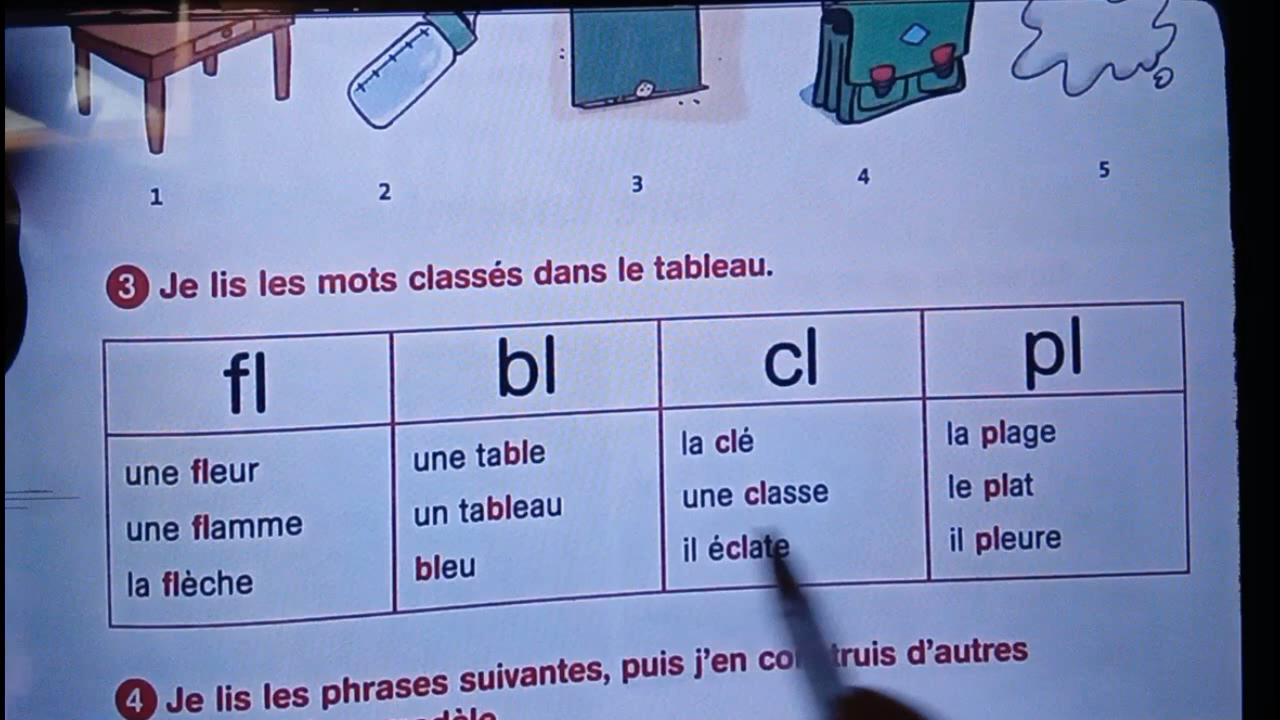 1 2 3 4 5
3 Je lis les mots classés dans le tableau.
fl bl cl pl
une fleur une table la clé la plage
une flamme un tableau une classe le plat
la flèche bleu il éclate il pleure
4 Je lis les phrases suivantes, puis j'en construis d'autres